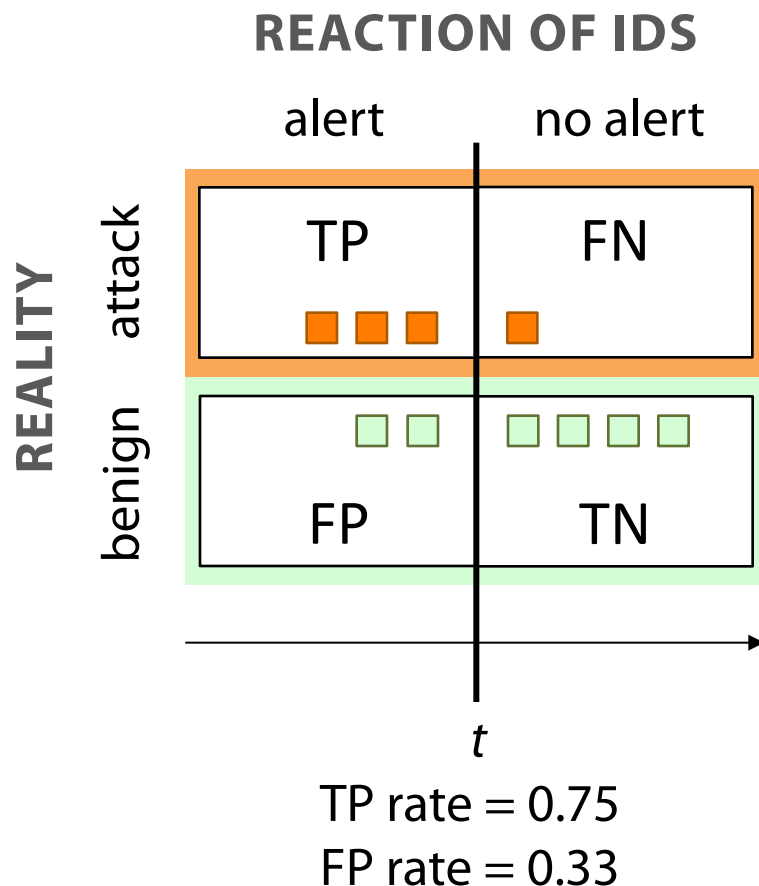 REACTION OF IDS
alert
no alert
REALITY
attack
TP
FN
benign
FP
TN
t
TP rate = 0.75
FP rate = 0.33